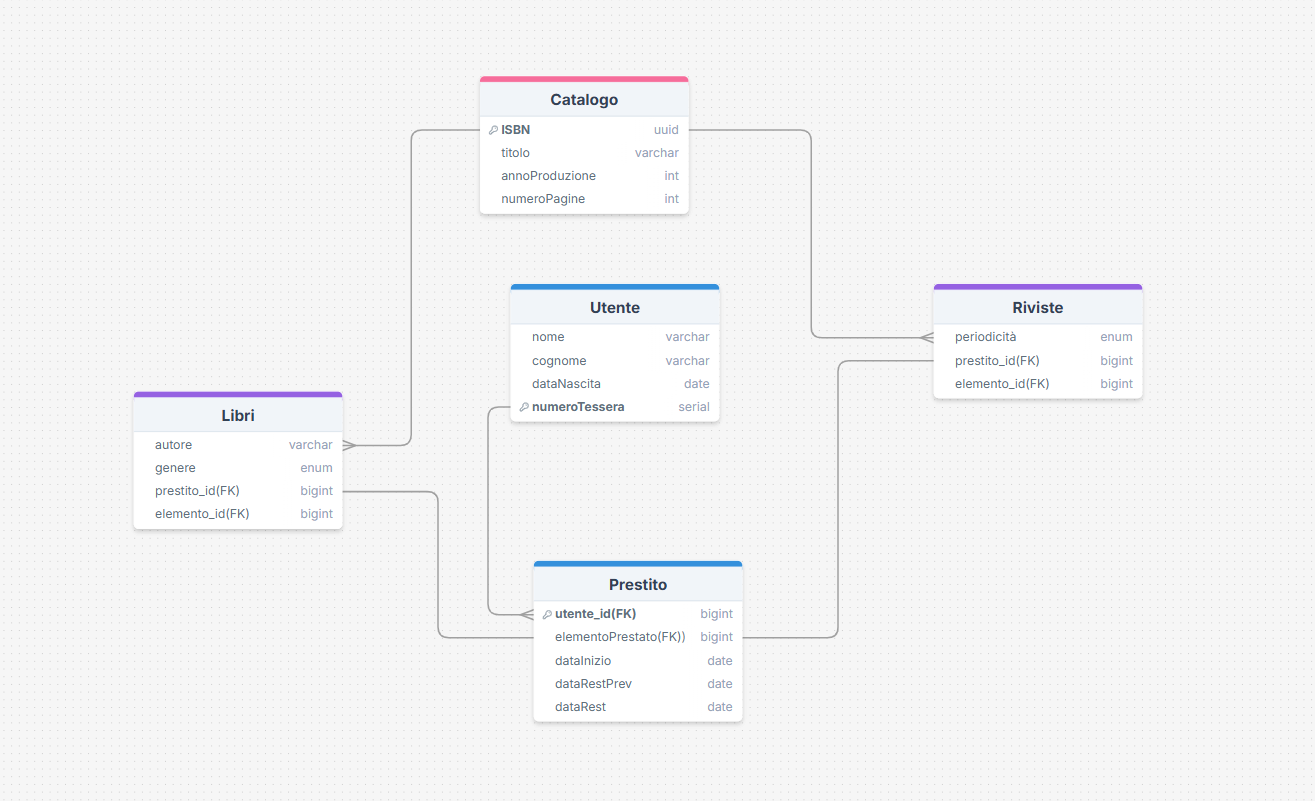 Catalogo
ISBN uuid
titolo varchar
annoProduzione int
numeroPagine int
Utente
nome varchar
cognome varchar
dataNascita date
numeroTessera serial
Riviste
periodicità enum
prestito_id(FK) bigint
elemento_id(FK) bigint
Libri
autore varchar
genere enum
prestito_id(FK) bigint
elemento_id(FK) bigint
Prestito
utente_id(FK) bigint
elementoPrestato(FK)) bigint
dataInizio date
dataRestPrev date
dataRest date